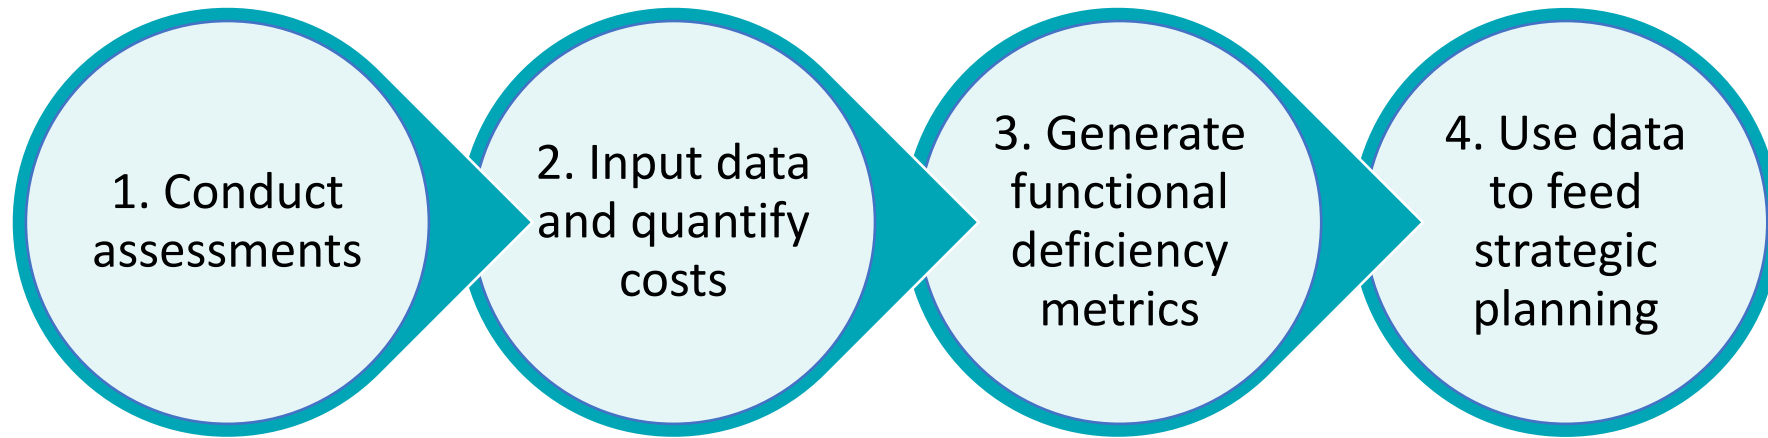 1. Conduct
assessments
2. Input data
and quantify
costs
3. Generate
functional
deficiency
metrics
4. Use data
to feed
strategic
planning